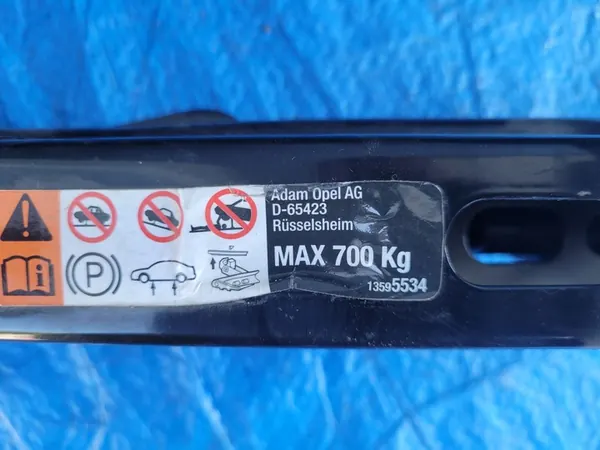 Adam Opel AG
D-65423
Rüsselsheim
MAX 700 Kg
13595534
P